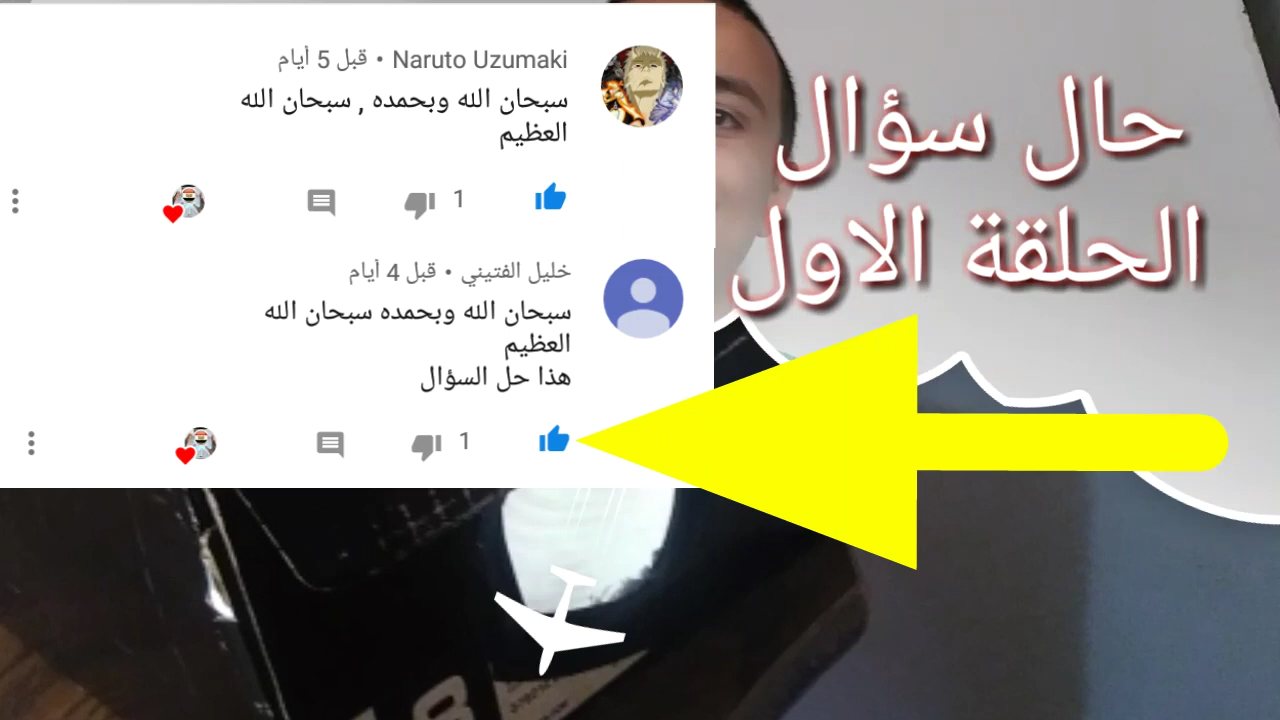 Naruto Uzumaki • قبل 5 أيام
سبحان الله وبحمده , سبحان الله
العظيم
1
خليل الفتيني • قبل 4 أيام
سبحان الله وبحمده سبحان الله
العظيم
هذا حل السؤال
1
حال سؤال
الحلقة الاول